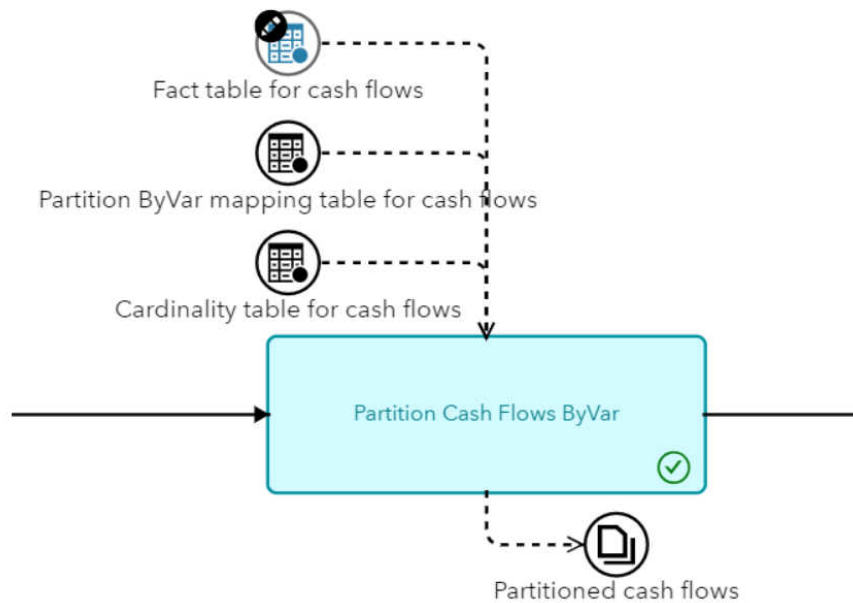 Fact table for cash flows
Partition ByVar mapping table for cash flows
Cardinality table for cash flows
Partition Cash Flows ByVar
Partitioned cash flows